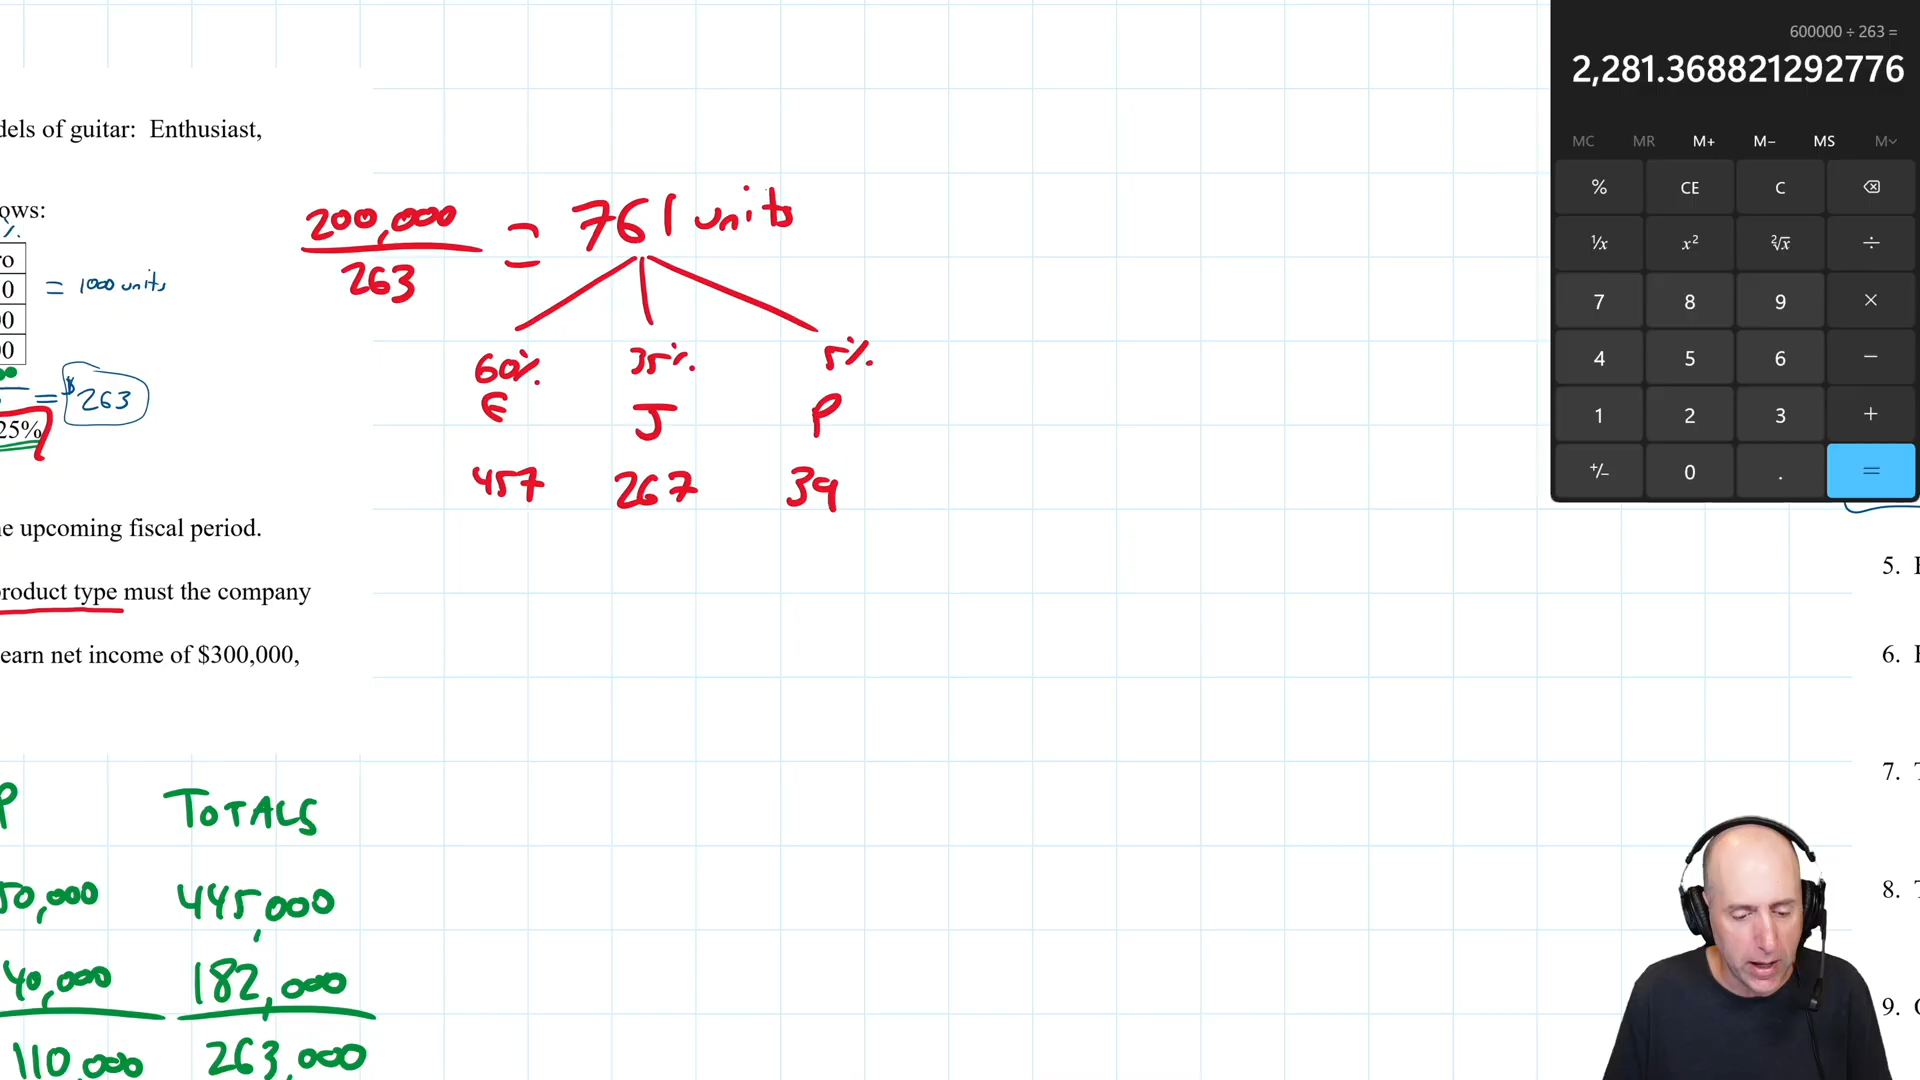 600000 ÷ 263 =
2,281.368821292776
MC MR M+ M− MS M˅
% CE C
¹/x x² ²√x ÷
7 8 9 ×
4 5 6 −
1 2 3 +
+/− 0 . =
dels of guitar: Enthusiast,
ows:
%
ro
0 = 1000 units
00
00
= $263
25%
200,000 / 263 = 761 units
60% 35% 5%
E J P
457 267 39
e upcoming fiscal period.
product type must the company
earn net income of $300,000,
P TOTALS
50,000 445,000
40,000 182,000
110,000 263,000
5.
6.
7.
8.
9.